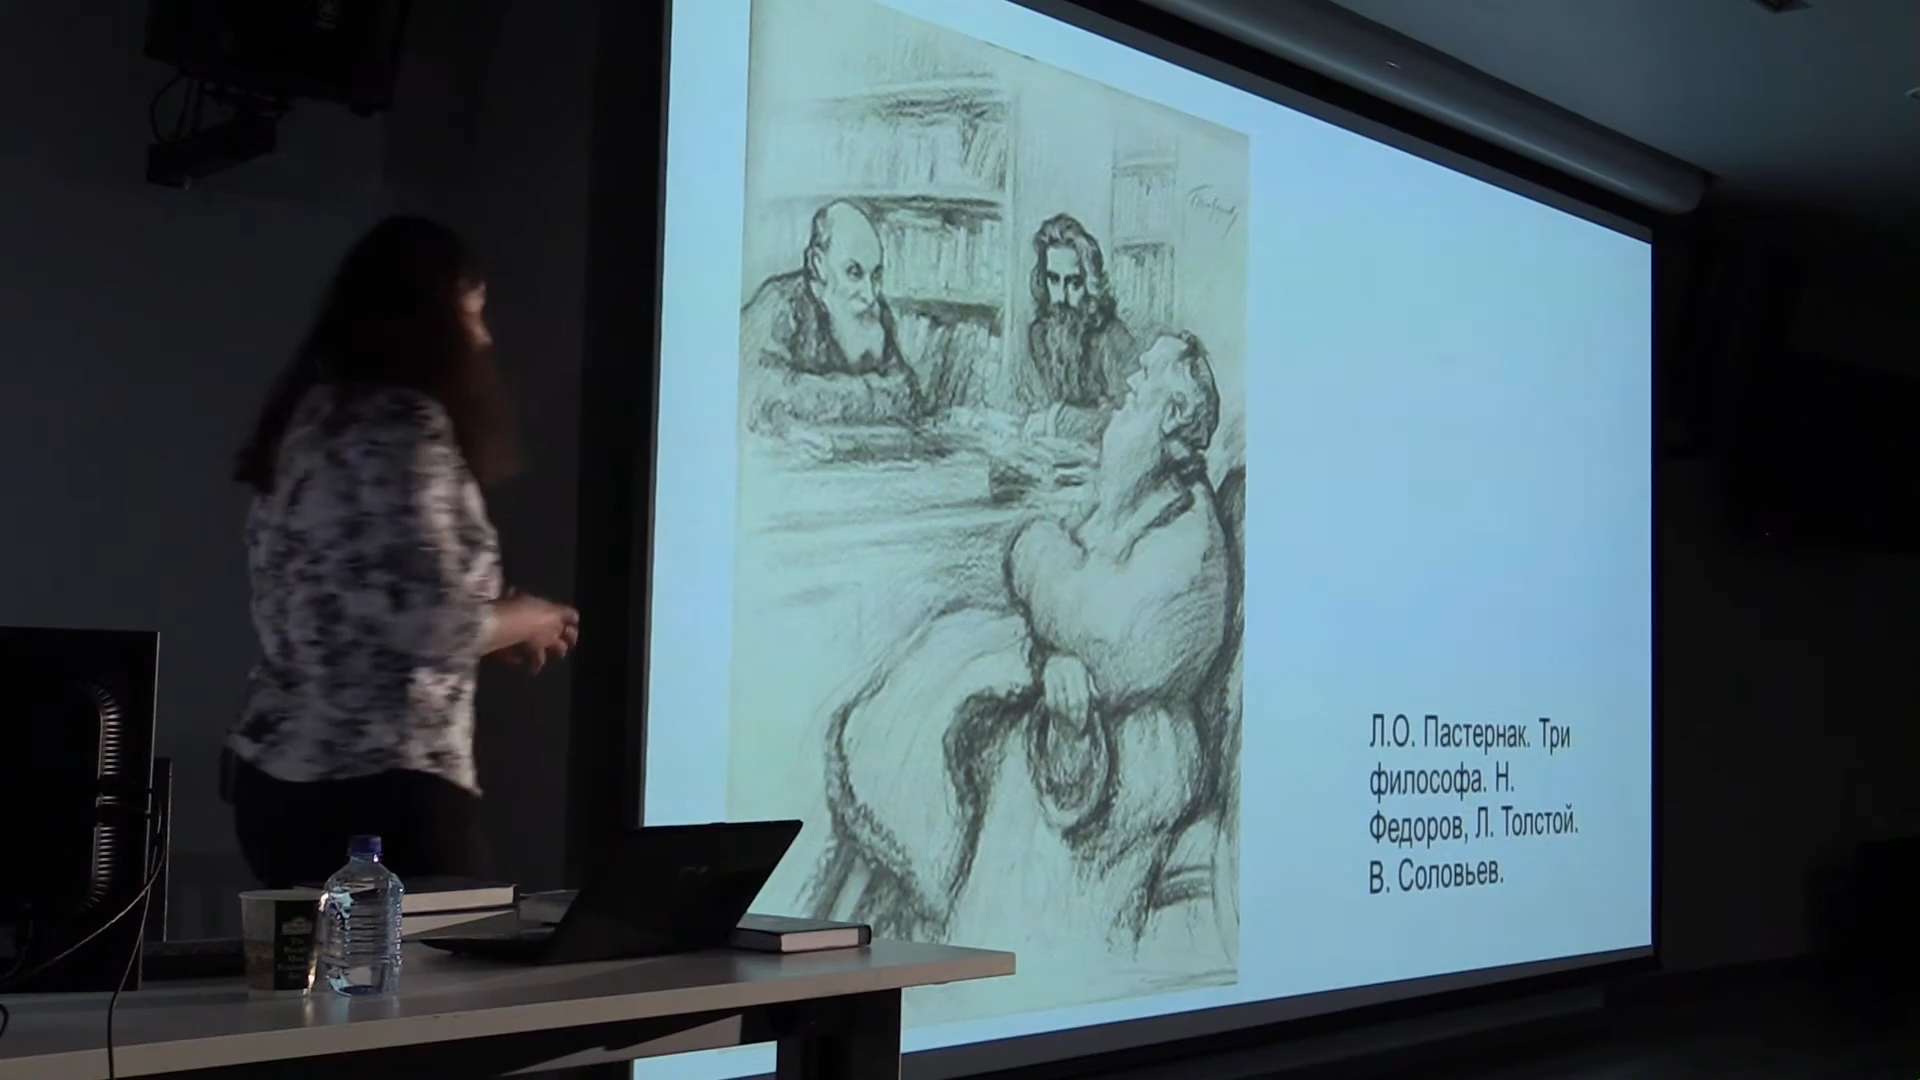 Л.О. Пастернак. Три
философа. Н.
Федоров, Л. Толстой.
В. Соловьев.